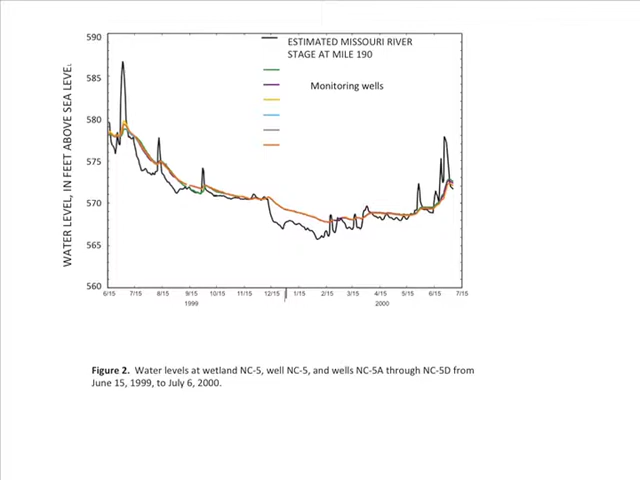 590
585
580
575
570
565
560
WATER LEVEL, IN FEET ABOVE SEA LEVEL
ESTIMATED MISSOURI RIVER
STAGE AT MILE 190
Monitoring wells
6/15 7/15 8/15 9/15 10/15 11/15 12/15 1/15 2/15 3/15 4/15 5/15 6/15 7/15
1999 2000
Figure 2. Water levels at wetland NC-5, well NC-5, and wells NC-5A through NC-5D from
June 15, 1999, to July 6, 2000.